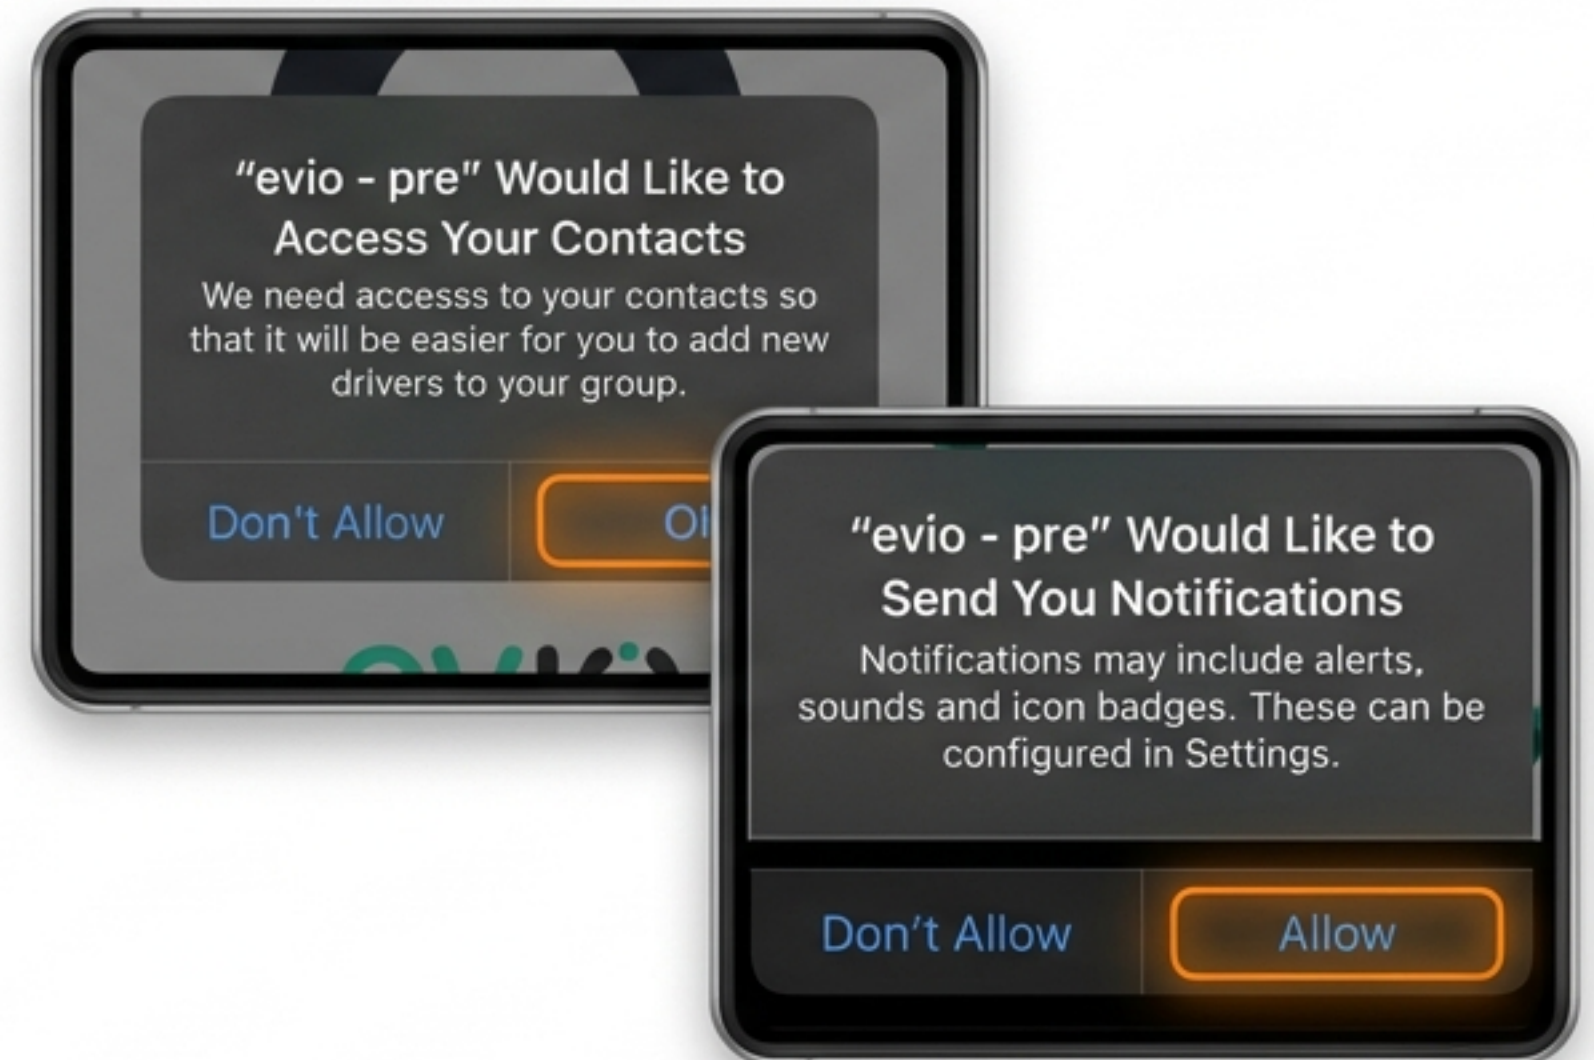 “evio - pre” Would Like to
Access Your Contacts
We need accesss to your contacts so
that it will be easier for you to add new
drivers to your group.
Don't Allow
“evio - pre” Would Like to
Send You Notifications
Notifications may include alerts,
sounds and icon badges. These can be
configured in Settings.
Don’t Allow
Allow